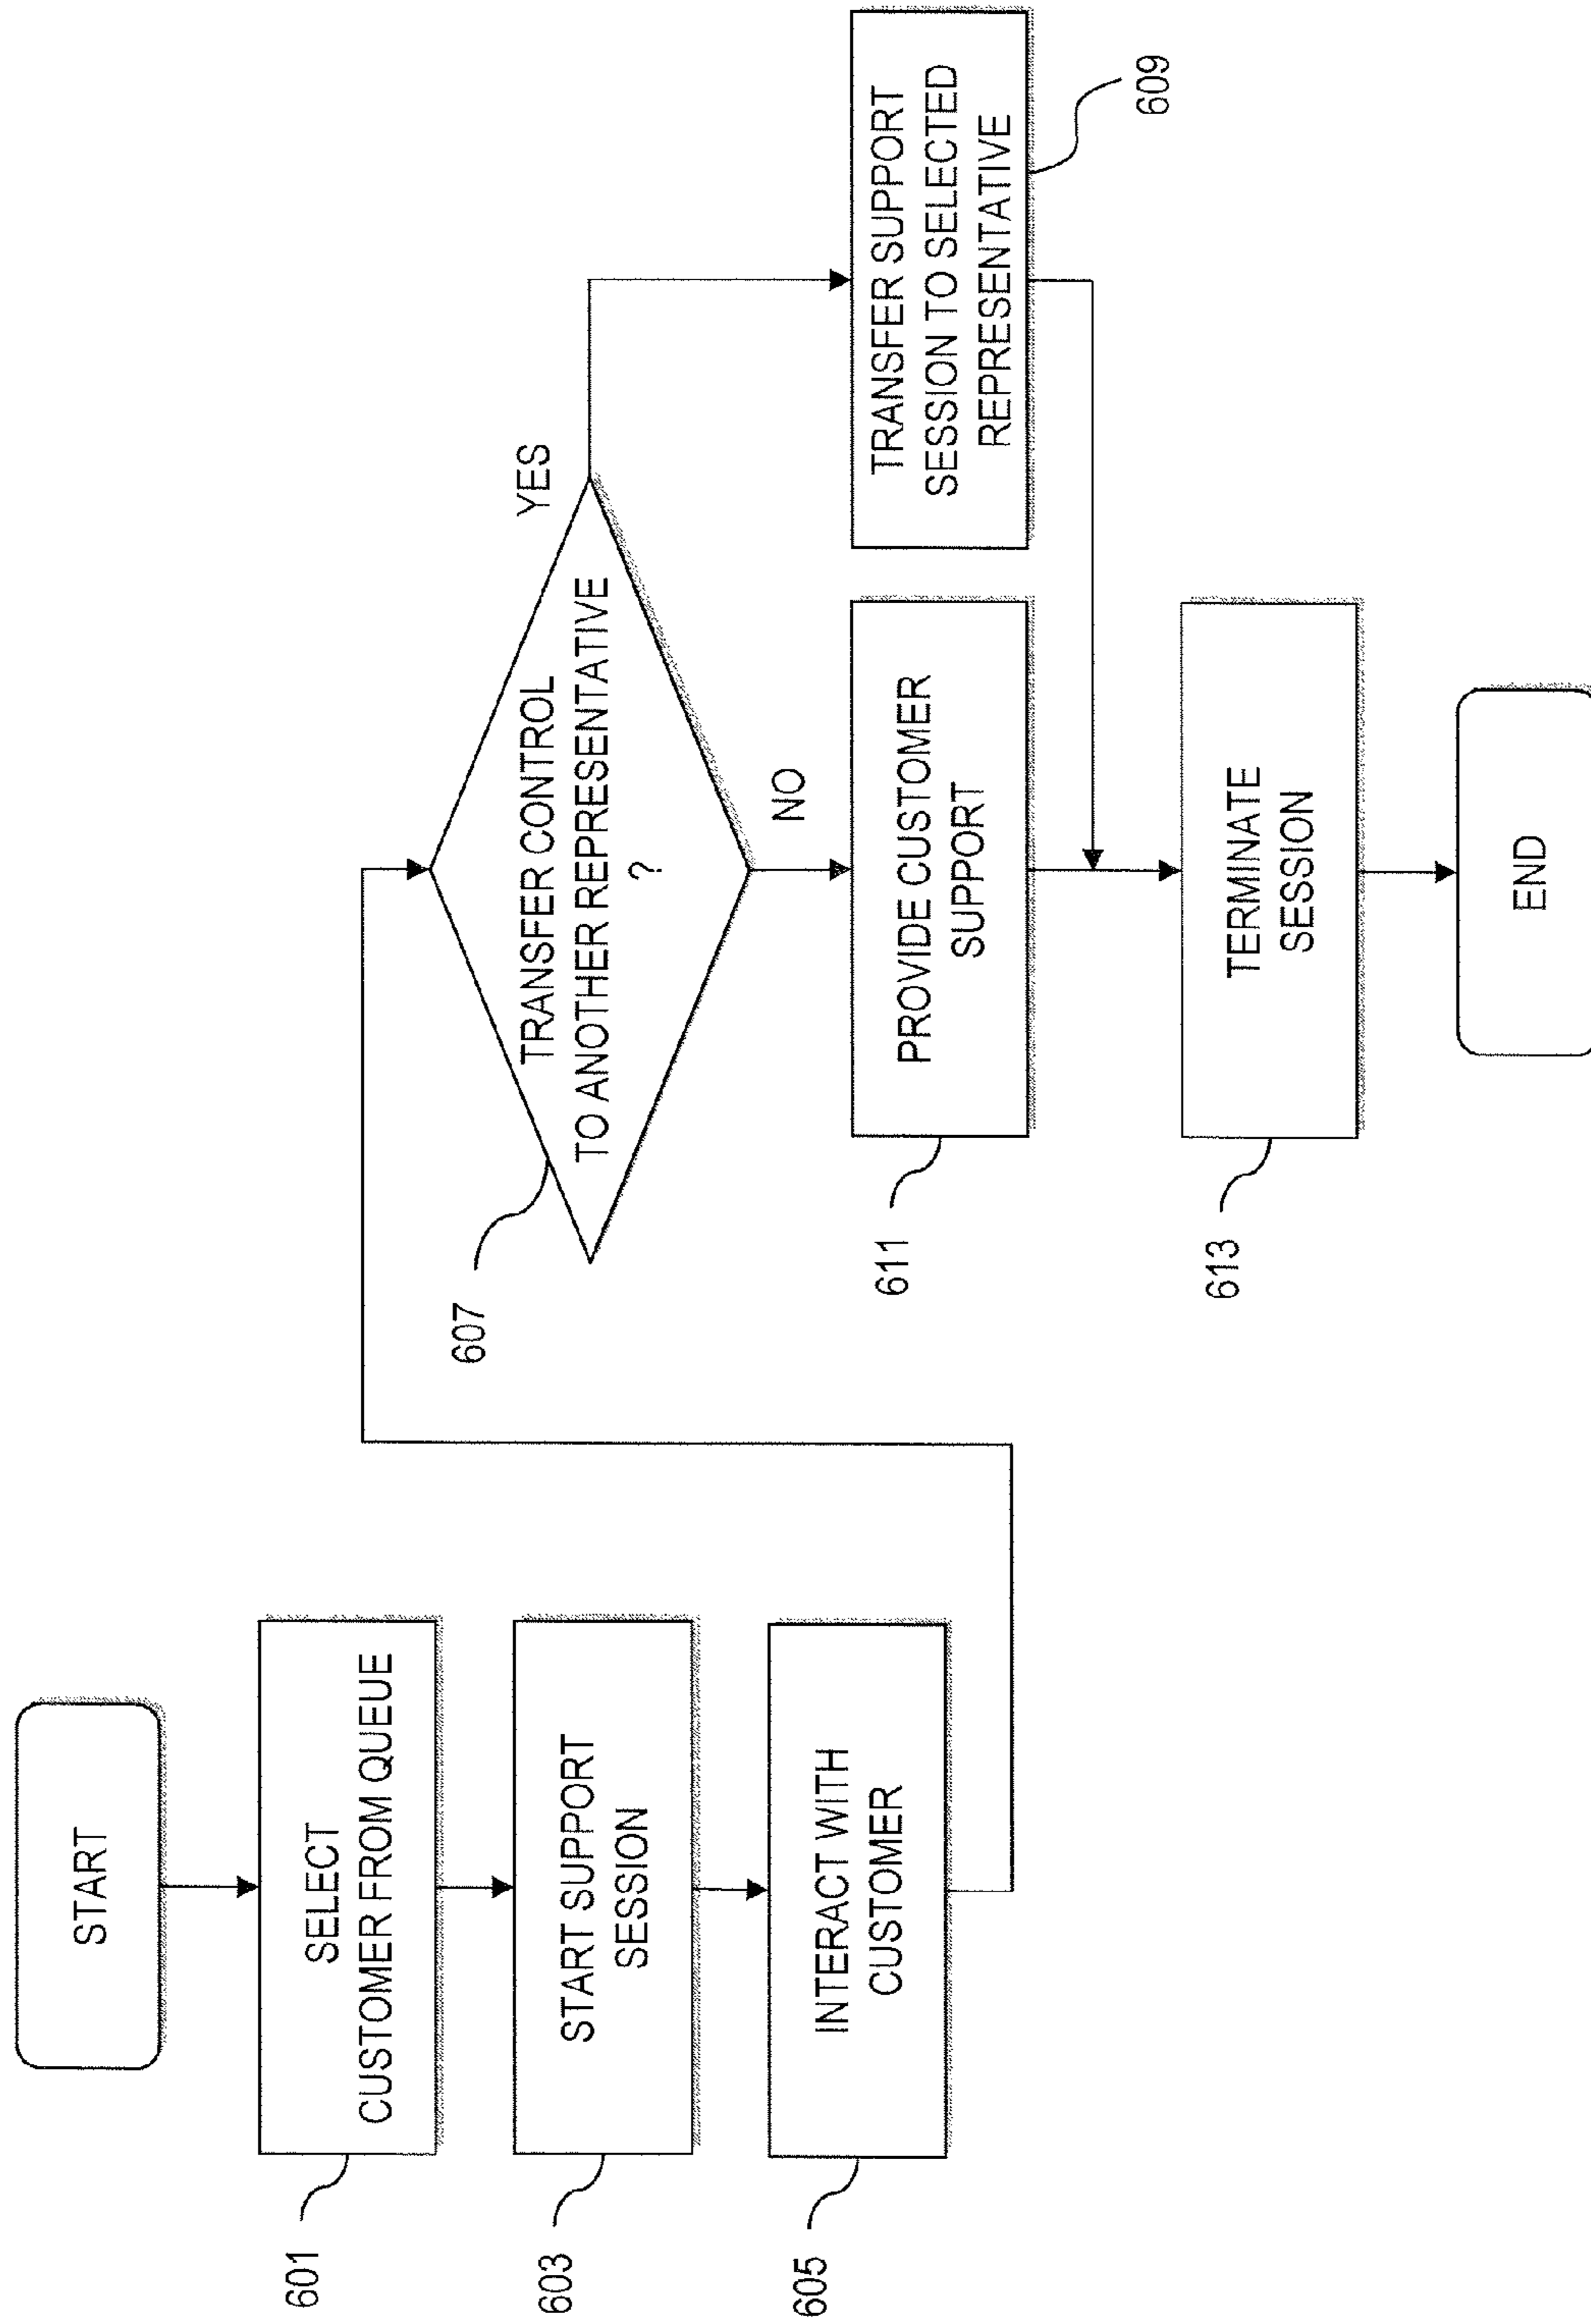 START
SELECT
CUSTOMER FROM QUEUE
601
START SUPPORT
SESSION
603
INTERACT WITH
CUSTOMER
605
TRANSFER CONTROL
TO ANOTHER REPRESENTATIVE
?
607
YES
NO
TRANSFER SUPPORT
SESSION TO SELECTED
REPRESENTATIVE
609
PROVIDE CUSTOMER
SUPPORT
611
TERMINATE
SESSION
613
END